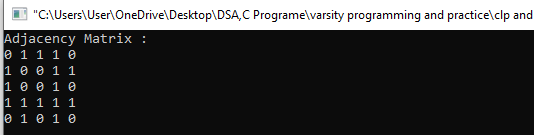 "C:\Users\User\OneDrive\Desktop\DSA,C Programe\varsity programming and practice\clp and
Adjacency Matrix :
0 1 1 1 0
1 0 0 1 1
1 0 0 1 0
1 1 1 1 1
0 1 0 1 0